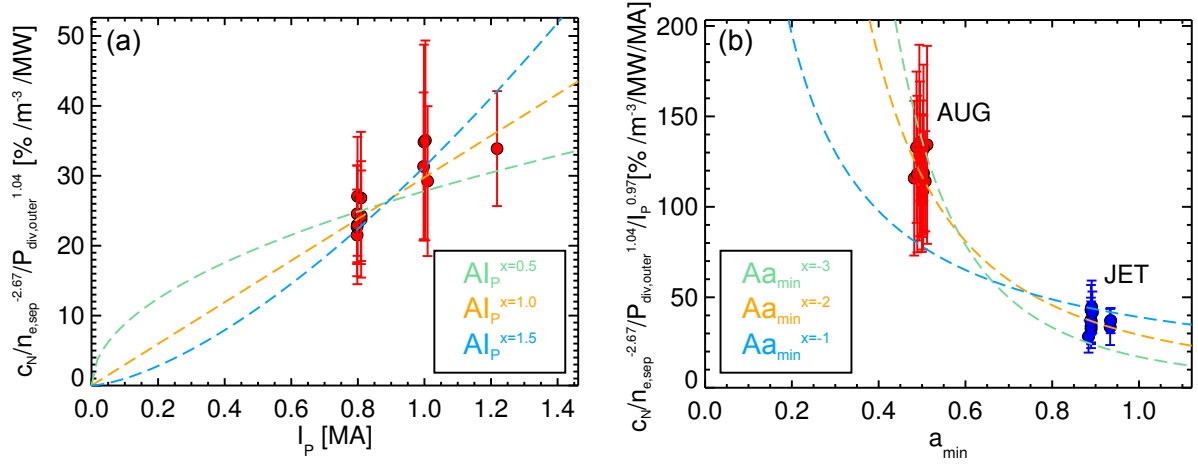 (a)
c_N/n_e,sep^-2.67/P_div,outer^1.04 [% /m^-3 /MW]
50
40
30
20
10
0
0.0 0.2 0.4 0.6 0.8 1.0 1.2 1.4
I_P [MA]
AI_P^x=0.5
AI_P^x=1.0
AI_P^x=1.5
(b)
c_N/n_e,sep^-2.67/P_div,outer^1.04/I_P^0.97[% /m^-3/MW/MA]
200
150
100
50
0
0.0 0.2 0.4 0.6 0.8 1.0
a_min
AUG
JET
Aa_min^x=-3
Aa_min^x=-2
Aa_min^x=-1